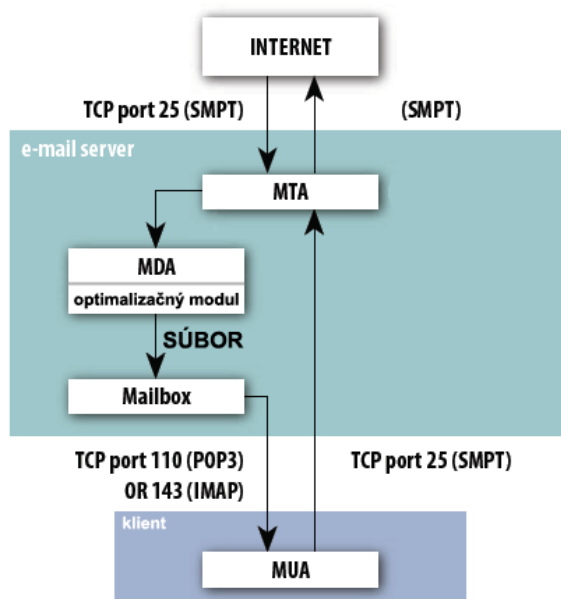 INTERNET
TCP port 25 (SMPT)
(SMPT)
e-mail server
MTA
MDA
optimalizačný modul
SÚBOR
Mailbox
TCP port 110 (POP3)
OR 143 (IMAP)
TCP port 25 (SMPT)
klient
MUA